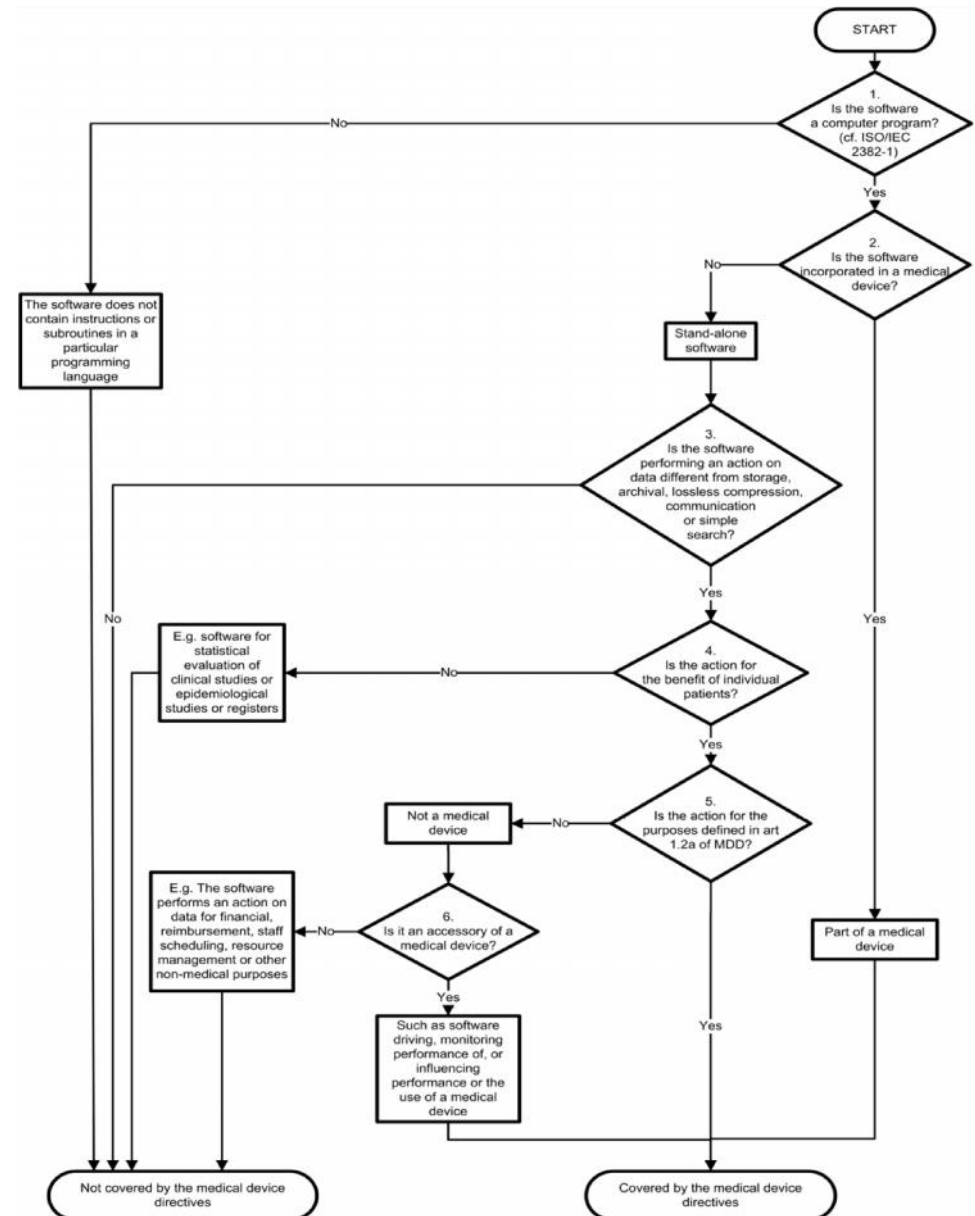 START
1.
Is the software
a computer program?
(cf. ISO/IEC
2382-1)
No
Yes
2.
Is the software
incorporated in a medical
device?
No
The software does not
contain instructions or
subroutines in a
particular
programming
language
Stand-alone
software
3.
Is the software
performing an action on
data different from storage,
archival, lossless compression,
communication
or simple
search?
Yes
No
Yes
E.g. software for
statistical
evaluation of
clinical studies or
epidemiological
studies or registers
No
4.
Is the action for
the benefit of individual
patients?
Yes
5.
Is the action for the
purposes defined in art
1.2a of MDD?
No
Not a medical
device
E.g. The software
performs an action on
data for financial,
reimbursement, staff
scheduling, resource
management or other
non-medical purposes
No
6.
Is it an accessory of a
medical device?
Part of a medical
device
Yes
Such as software
driving, monitoring
performance of, or
influencing
performance or the
use of a medical
device
Yes
Not covered by the medical device
directives
Covered by the medical device
directives